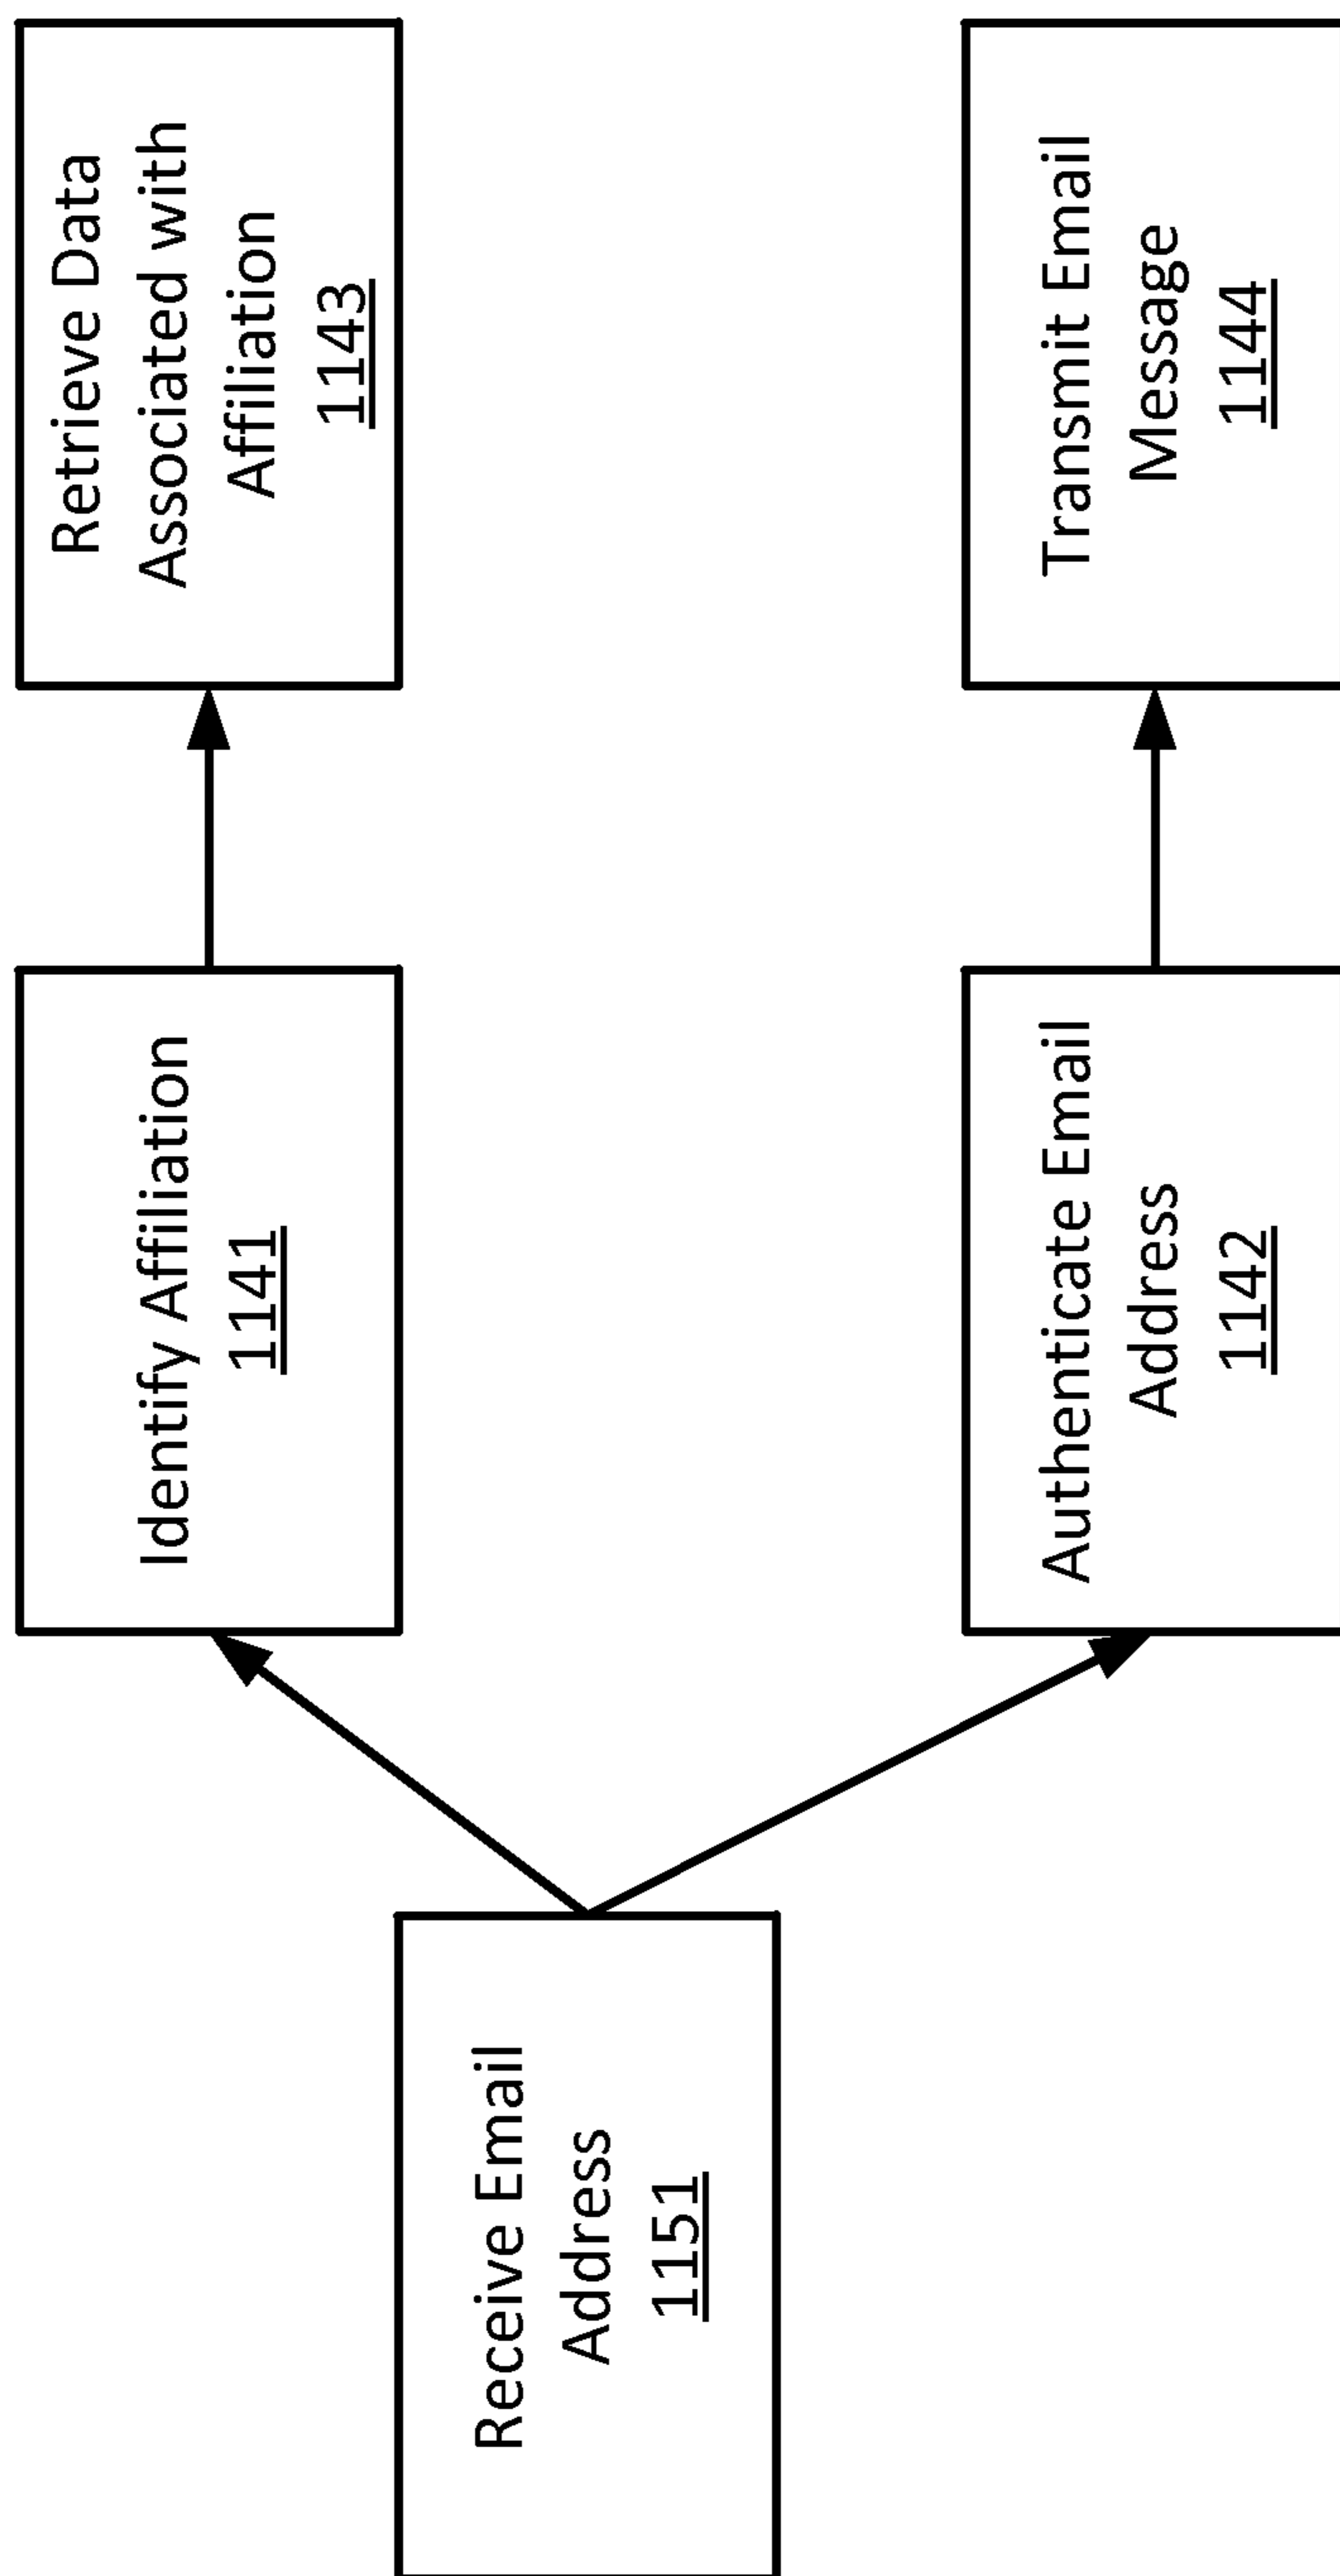 Receive Email
Address
1151
Identify Affiliation
1141
Retrieve Data
Associated with
Affiliation
1143
Authenticate Email
Address
1142
Transmit Email
Message
1144